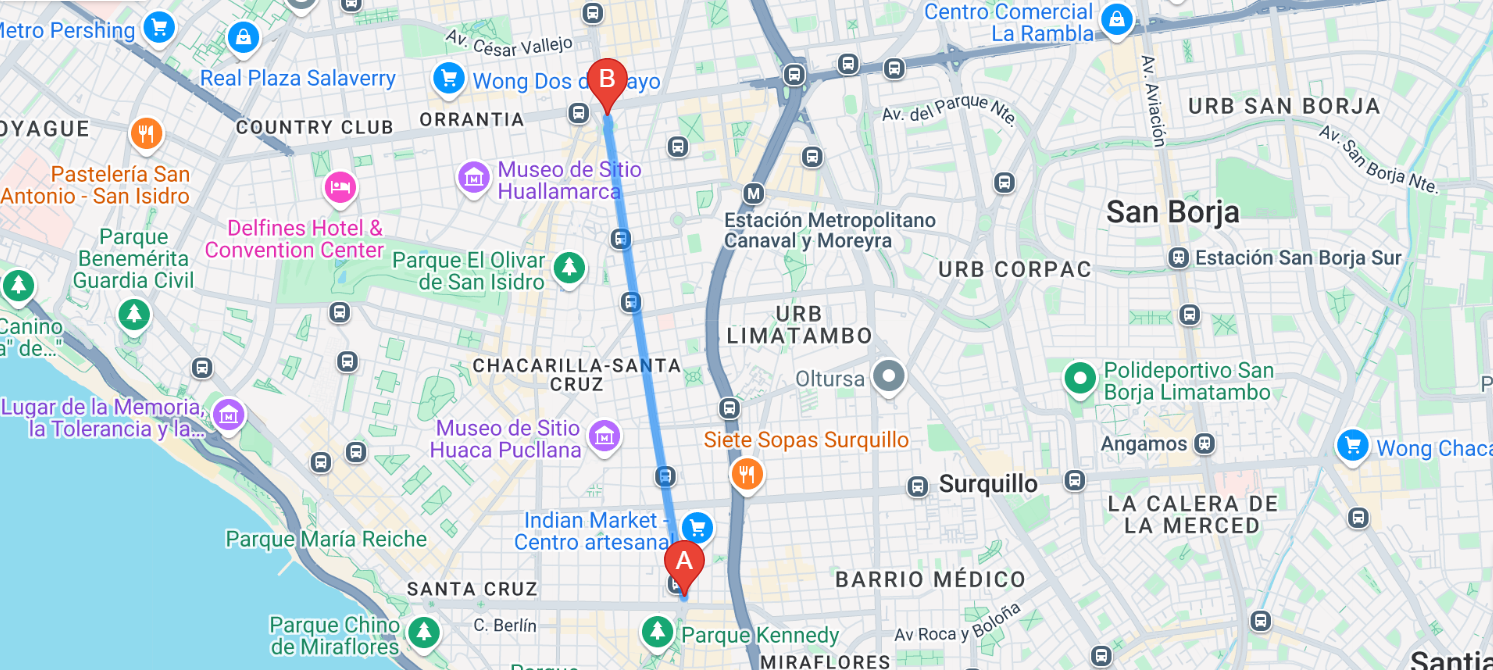 Centro Comercial
La Rambla
Metro Pershing
Av. César Vallejo
Real Plaza Salaverry
Wong Dos de Mayo
B
Av. Aviación
URB SAN BORJA
Av. del Parque Nte.
OYAGUE
COUNTRY CLUB
ORRANTIA
Av. San Borja Nte.
Pastelería San
Antonio - San Isidro
Museo de Sitio
Huallamarca
M
San Borja
Delfines Hotel &
Convention Center
Estación Metropolitano
Canaval y Moreyra
Parque
Benemérita
Guardia Civil
Parque El Olivar
de San Isidro
Estación San Borja Sur
URB CORPAC
Canino
a" de..."
URB
LIMATAMBO
CHACARILLA-SANTA
CRUZ
Oltursa
Polideportivo San
Borja Limatambo
P
Lugar de la Memoria,
la Tolerancia y la...
Museo de Sitio
Huaca Pucllana
Siete Sopas Surquillo
Angamos
Wong Chaca
Surquillo
LA CALERA DE
LA MERCED
Indian Market -
Centro artesanal
Parque María Reiche
A
SANTA CRUZ
BARRIO MÉDICO
Parque Chino
de Miraflores
C. Berlín
Parque Kennedy
Av Roca y Boloña
MIRAFLORES
Parque
Santia